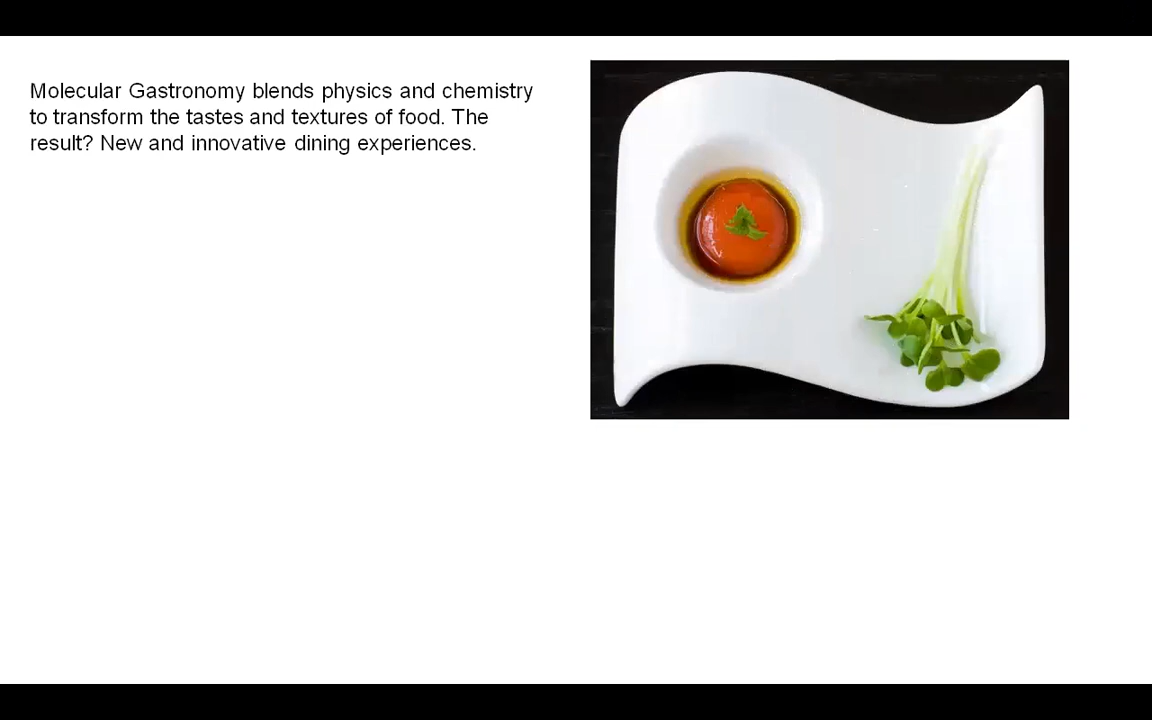 Molecular Gastronomy blends physics and chemistry
to transform the tastes and textures of food. The
result? New and innovative dining experiences.